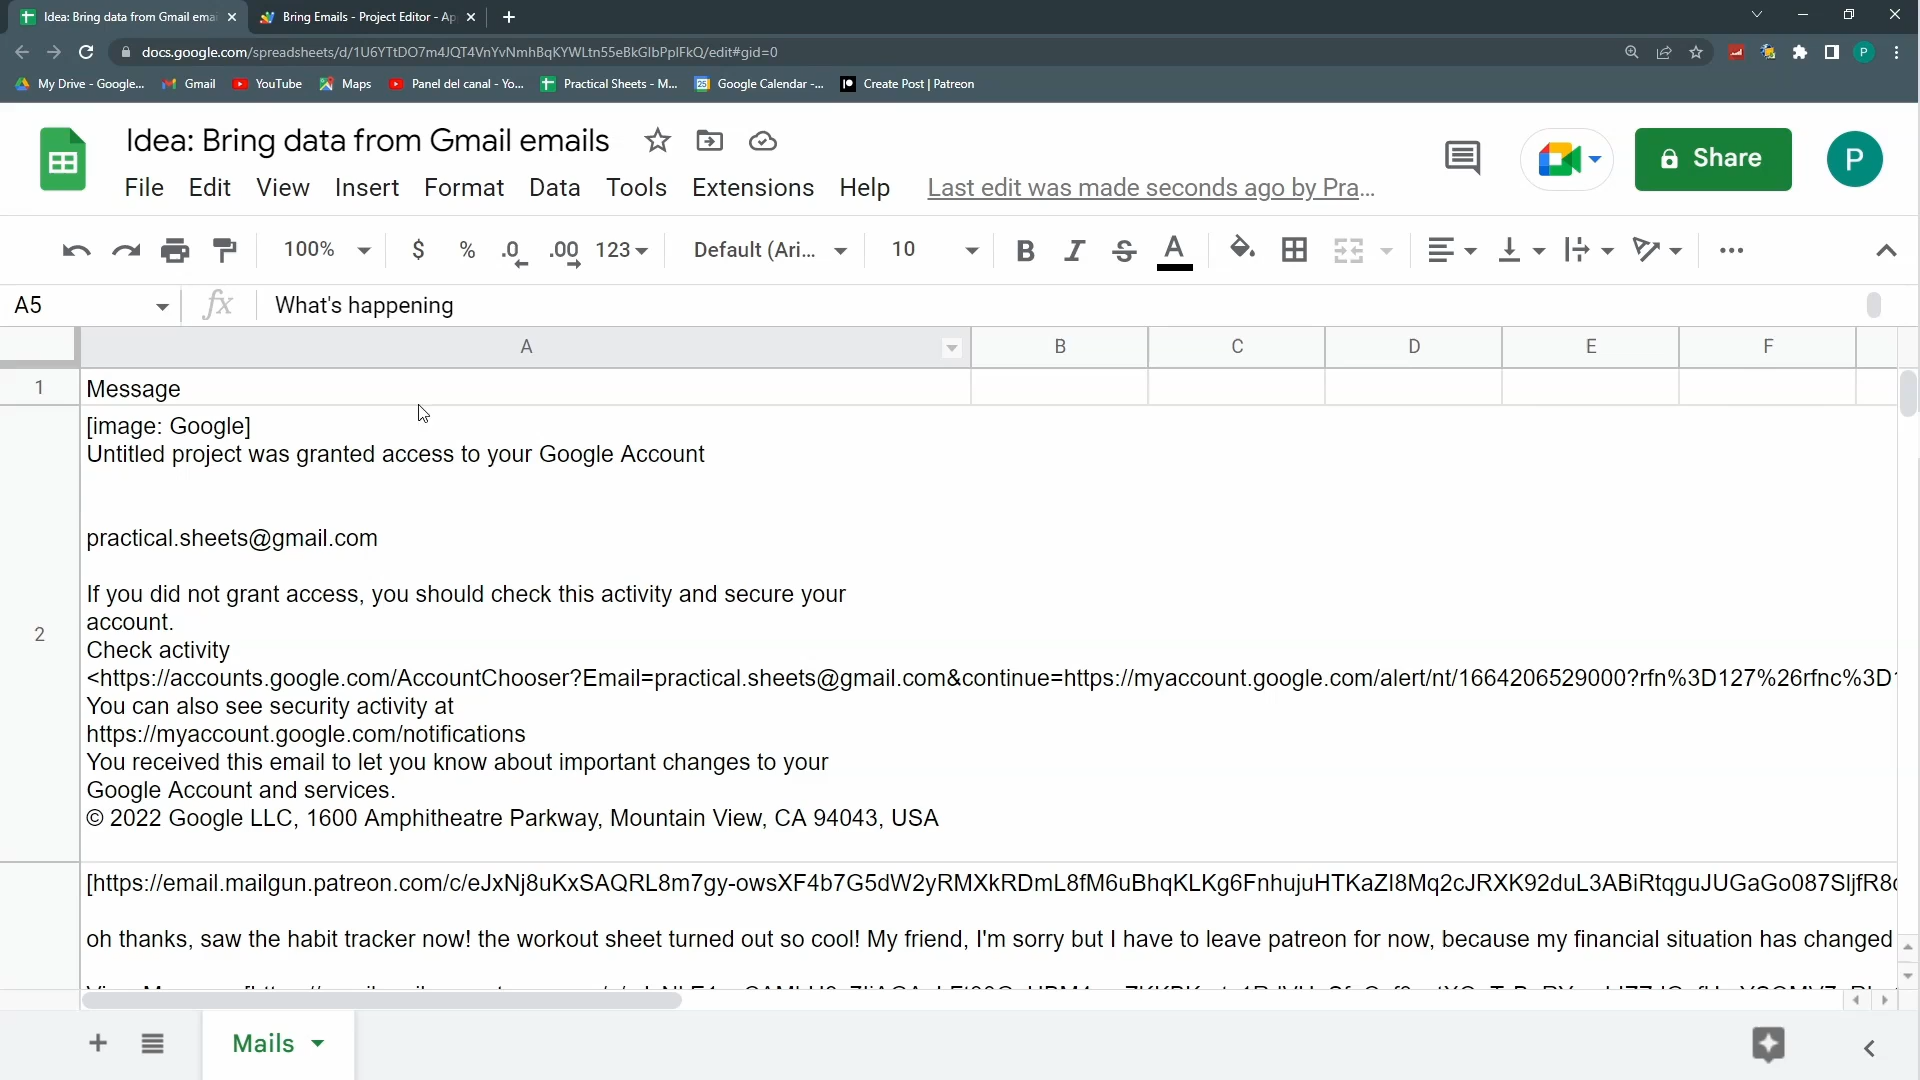 Idea: Bring data from Gmail ema
Bring Emails - Project Editor - Ap
docs.google.com/spreadsheets/d/1U6YTtDO7m4JQT4VnYvNmhBqKYWLtn55eBkGlbPplFkQ/edit#gid=0
P
My Drive - Google... Gmail YouTube Maps Panel del canal - Yo... Practical Sheets - M... Google Calendar -... Create Post | Patreon
Idea: Bring data from Gmail emails
Share
P
File Edit View Insert Format Data Tools Extensions Help Last edit was made seconds ago by Pra...
100% $ % .0 .00 123 Default (Ari... 10 B I S A
A5 fx What's happening
A B C D E F
1 Message
[image: Google]
Untitled project was granted access to your Google Account
practical.sheets@gmail.com
If you did not grant access, you should check this activity and secure your
account.
2
Check activity
<https://accounts.google.com/AccountChooser?Email=practical.sheets@gmail.com&continue=https://myaccount.google.com/alert/nt/1664206529000?rfn%3D127%26rfnc%3D
You can also see security activity at
https://myaccount.google.com/notifications
You received this email to let you know about important changes to your
Google Account and services.
© 2022 Google LLC, 1600 Amphitheatre Parkway, Mountain View, CA 94043, USA
[https://email.mailgun.patreon.com/c/
oh thanks, saw the habit tracker now! the workout sheet turned out so cool! My friend, I'm sorry but I have to leave patreon for now, because my financial situation has changed
Mails